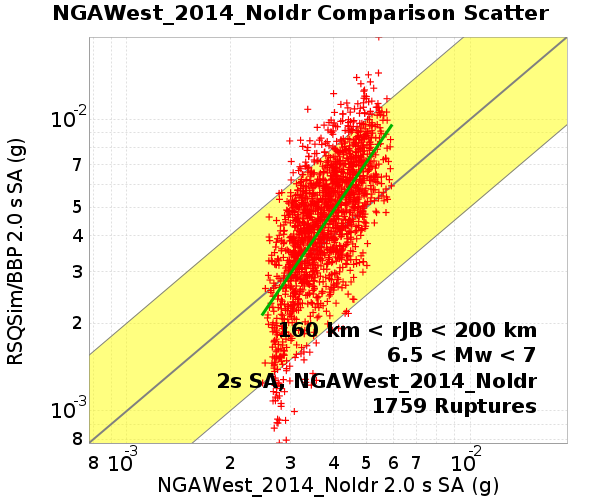 NGAWest_2014_NoIdr Comparison Scatter
RSQSim/BBP 2.0 s SA (g)
10-2
7
5
4
3
2
10-3
8
160 km < rJB < 200 km
6.5 < Mw < 7
2s SA, NGAWest_2014_NoIdr
1759 Ruptures
8 10-3 2 3 4 5 6 7 10-2
NGAWest_2014_NoIdr 2.0 s SA (g)